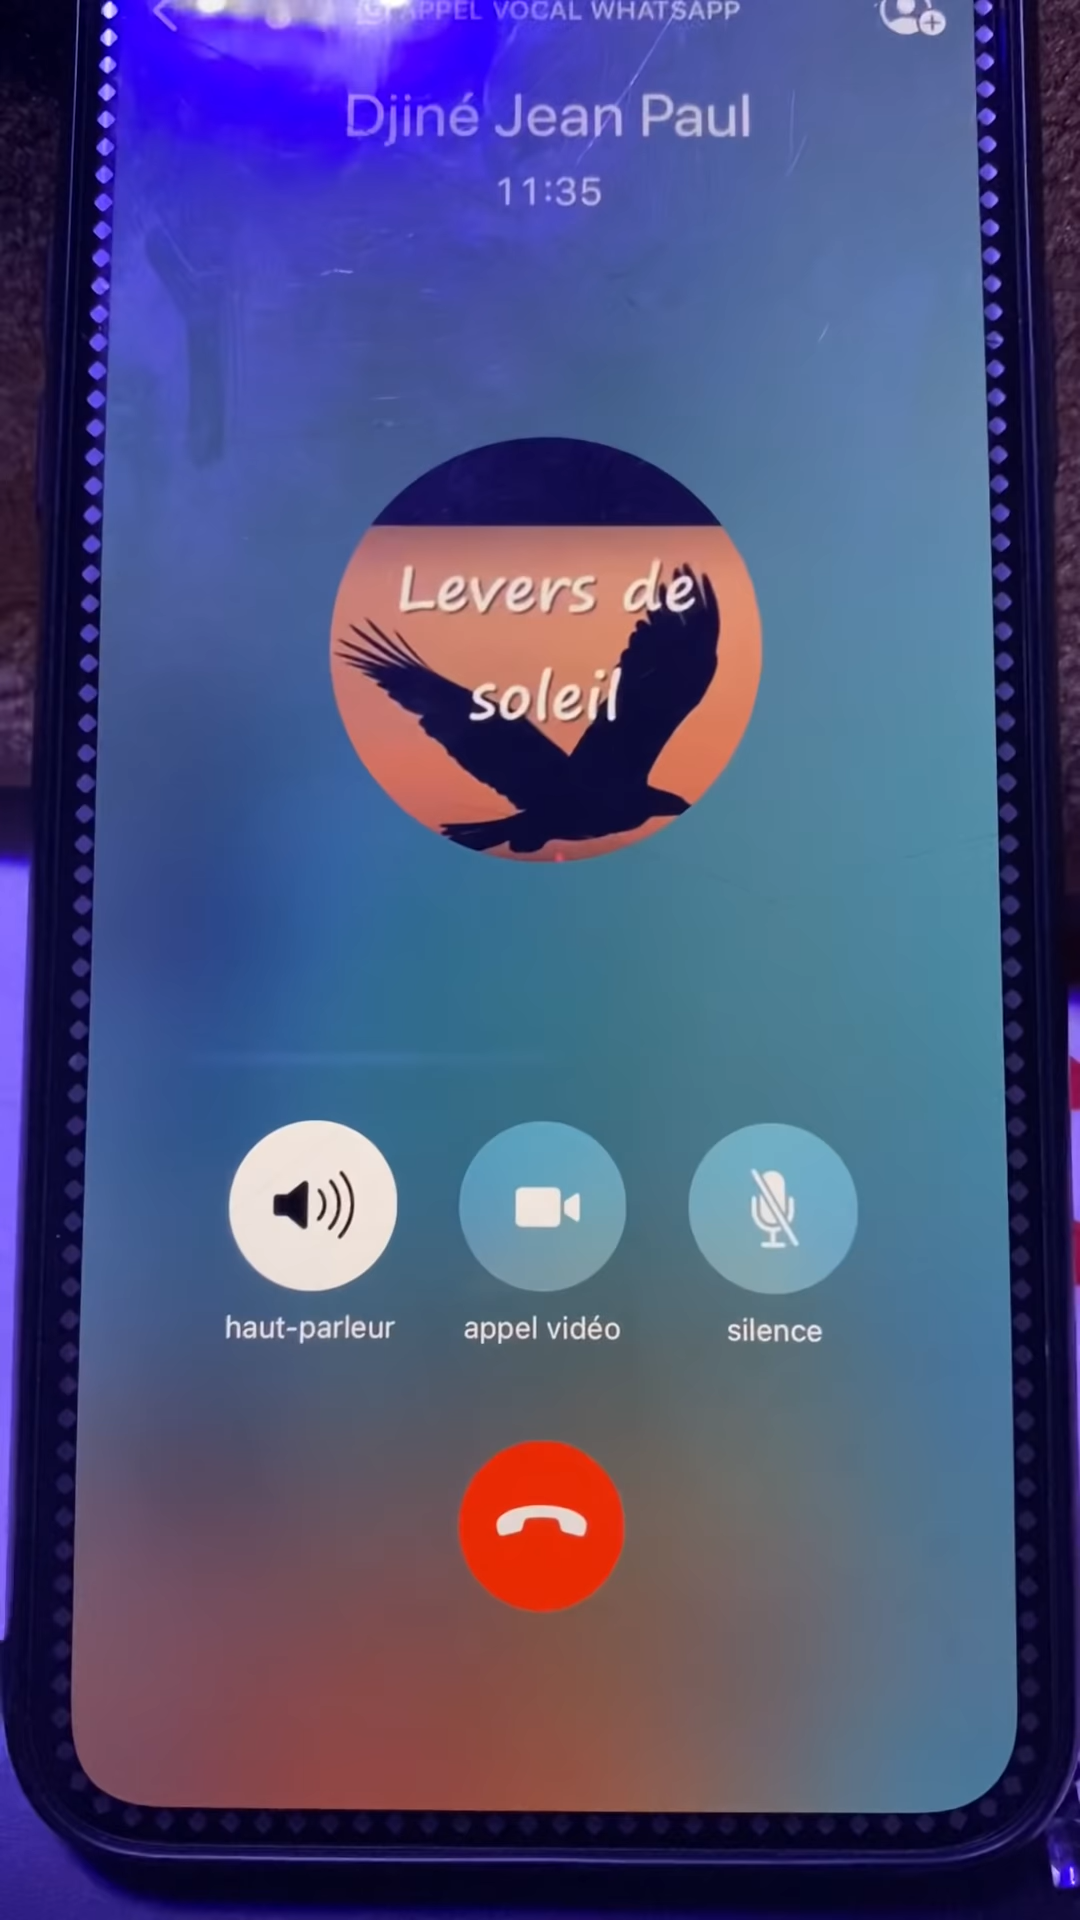 APPEL VOCAL WHATSAPP
Djiné Jean Paul
11:35
Levers de
soleil
haut-parleur
appel vidéo
silence